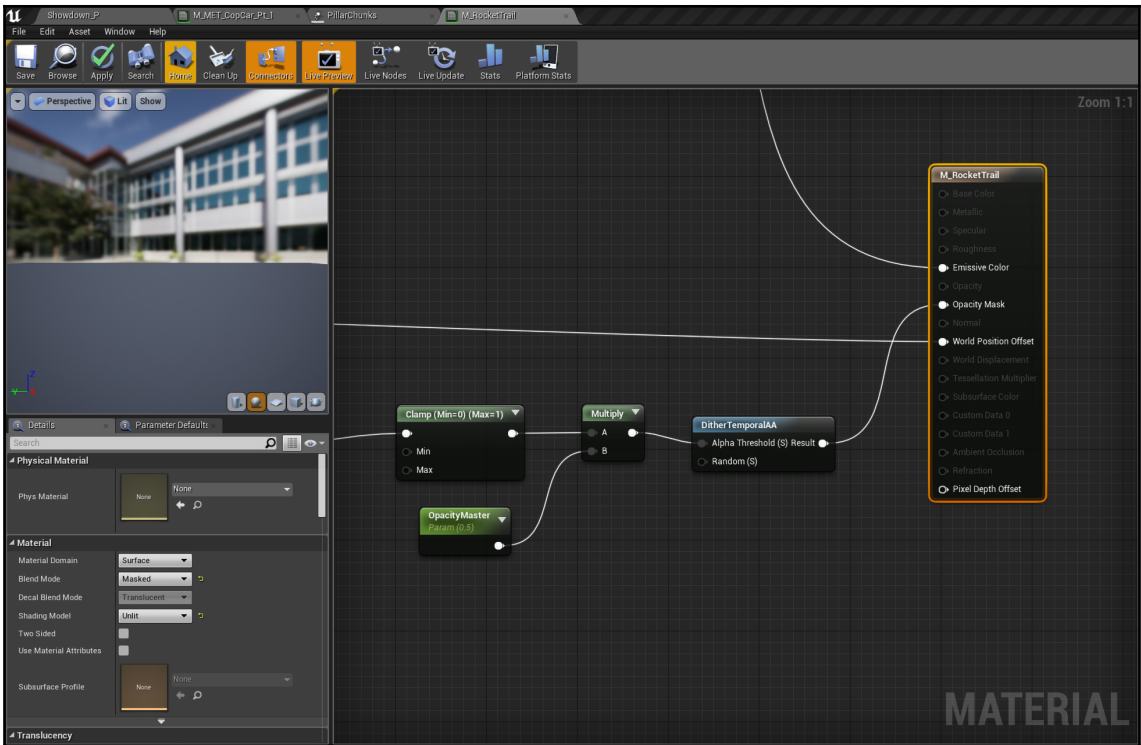 Showdown_P
M_MET_CopCar_Pt_1
PillarChunks
M_RocketTrail
File Edit Asset Window Help
Save Browse Apply Search Home Clean Up Connectors Live Preview Live Nodes Live Update Stats Platform Stats
Perspective Lit Show
Zoom 1:1
M_RocketTrail
Base Color
Metallic
Specular
Roughness
Emissive Color
Opacity
Opacity Mask
Normal
World Position Offset
World Displacement
Tessellation Multiplier
Subsurface Color
Custom Data 0
Custom Data 1
Ambient Occlusion
Refraction
Pixel Depth Offset
Clamp (Min=0) (Max=1)
Min
Max
Multiply
A
B
DitherTemporalAA
Alpha Threshold (S) Result
Random (S)
OpacityMaster
Param (0.5)
Z
Y
X
Details
Parameter Defaults
Search
Physical Material
Phys Material None None
Material
Material Domain Surface
Blend Mode Masked
Decal Blend Mode Translucent
Shading Model Unlit
Two Sided
Use Material Attributes
Subsurface Profile None None
Translucency
MATERIAL